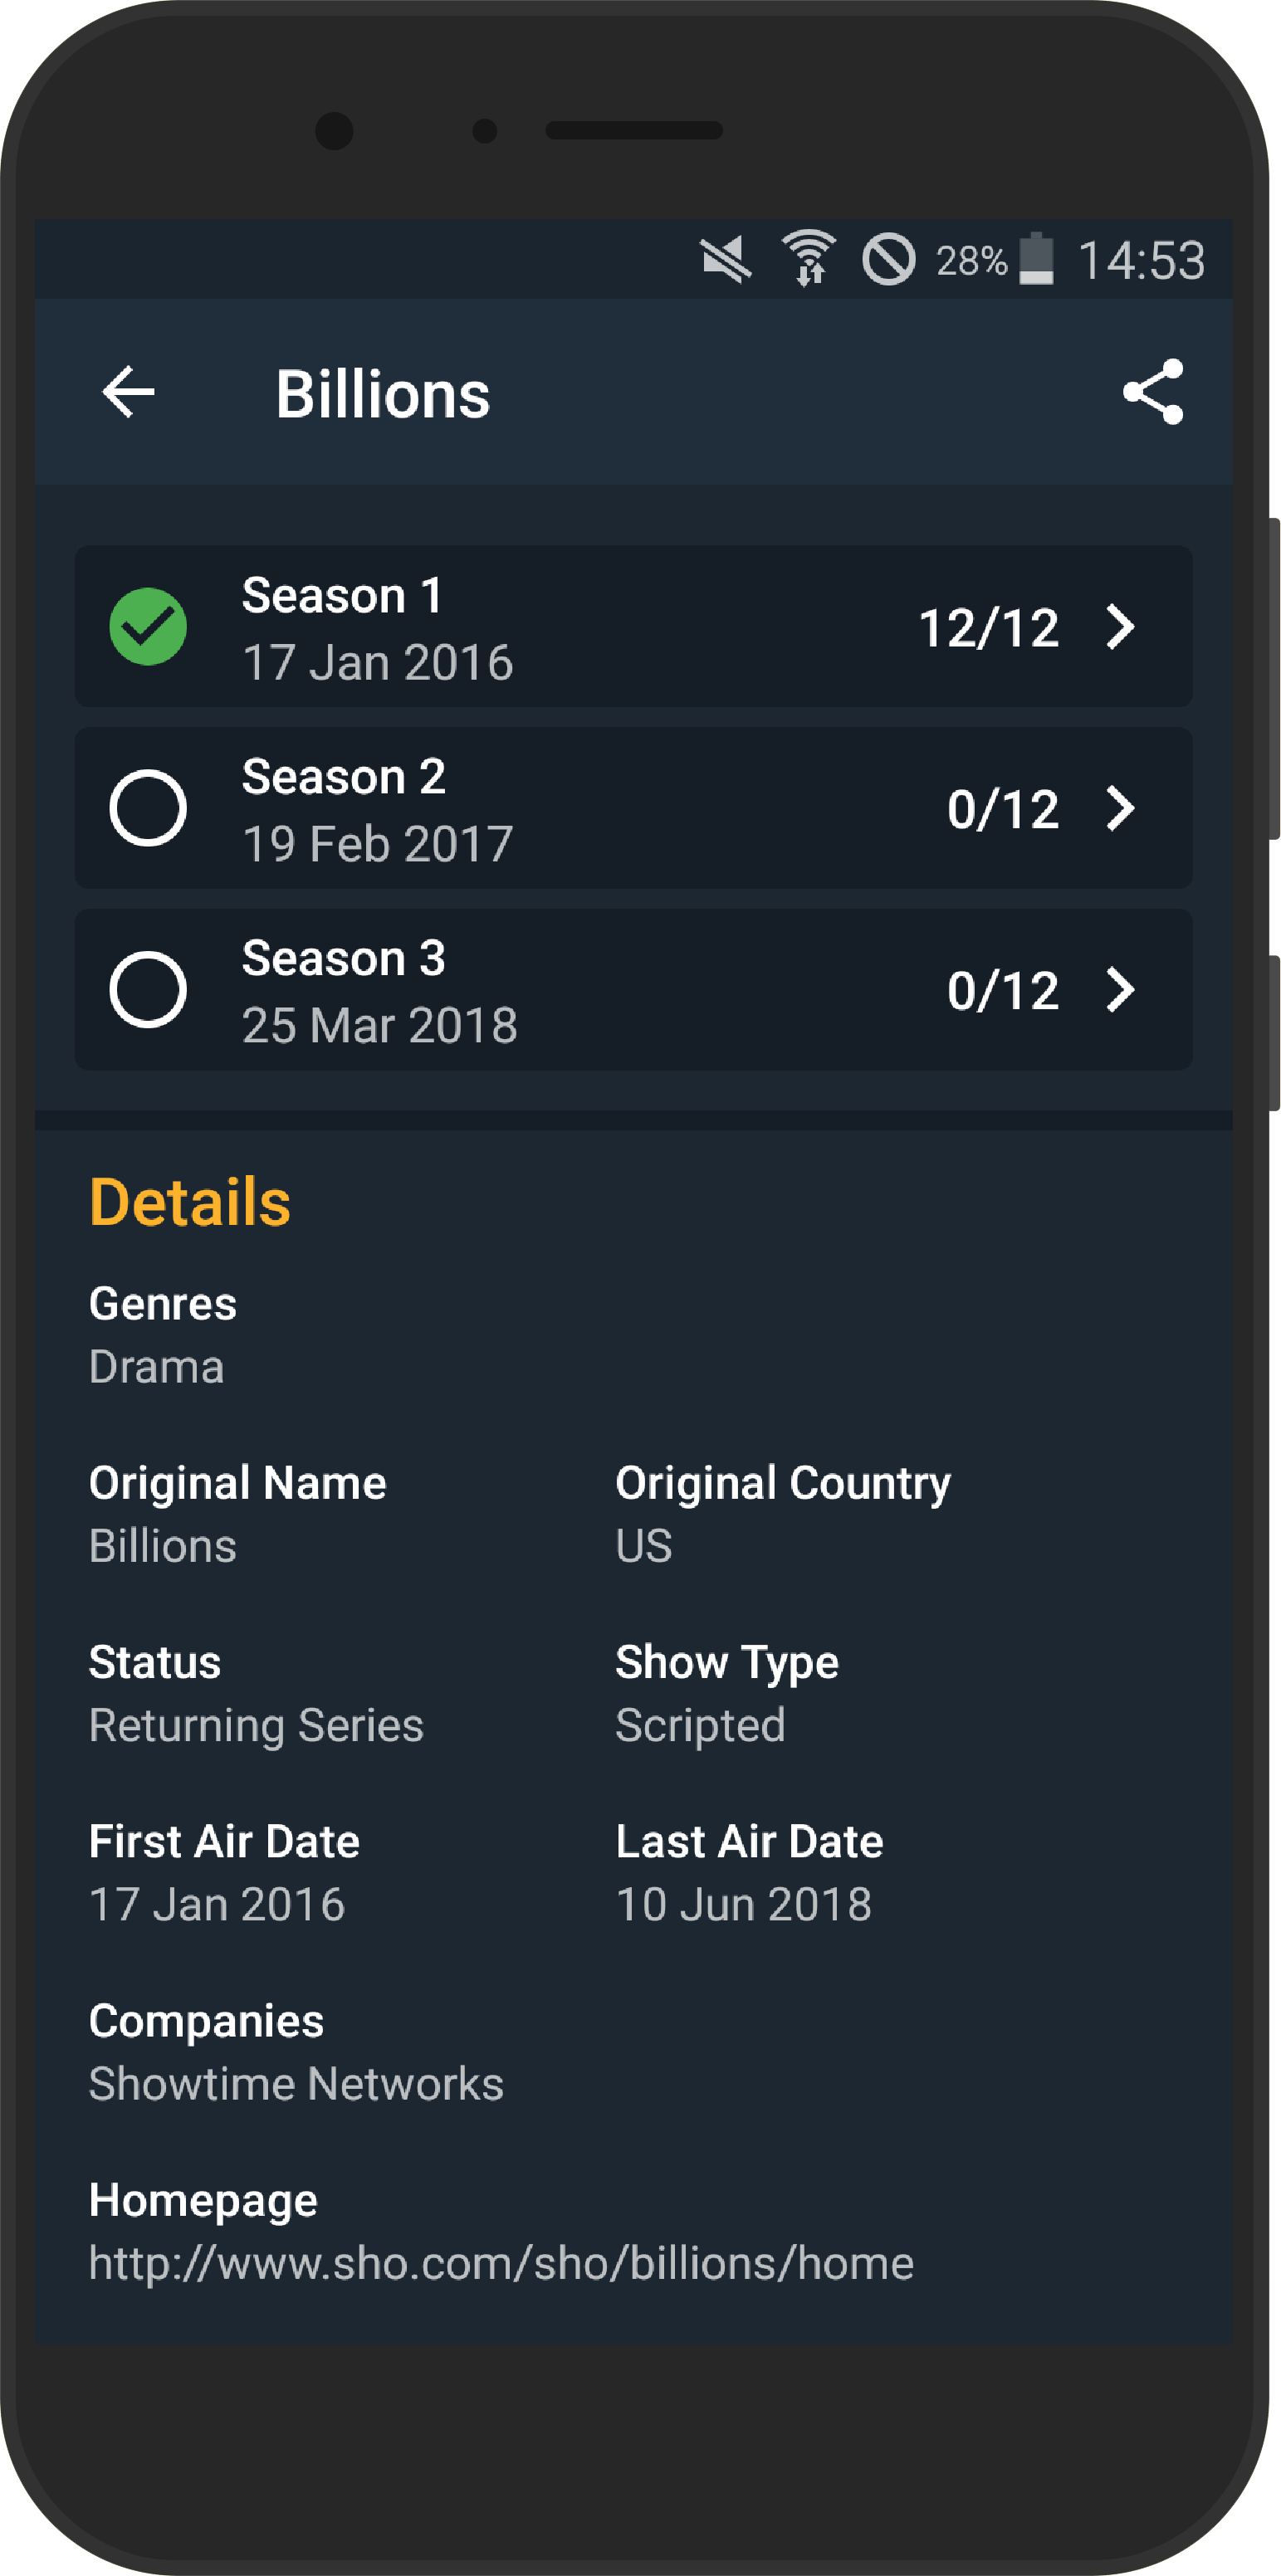 28% 14:53
Billions
Season 1
17 Jan 2016
12/12
Season 2
19 Feb 2017
0/12
Season 3
25 Mar 2018
0/12
Details
Genres
Drama
Original Name
Billions
Original Country
US
Status
Returning Series
Show Type
Scripted
First Air Date
17 Jan 2016
Last Air Date
10 Jun 2018
Companies
Showtime Networks
Homepage
http://www.sho.com/sho/billions/home